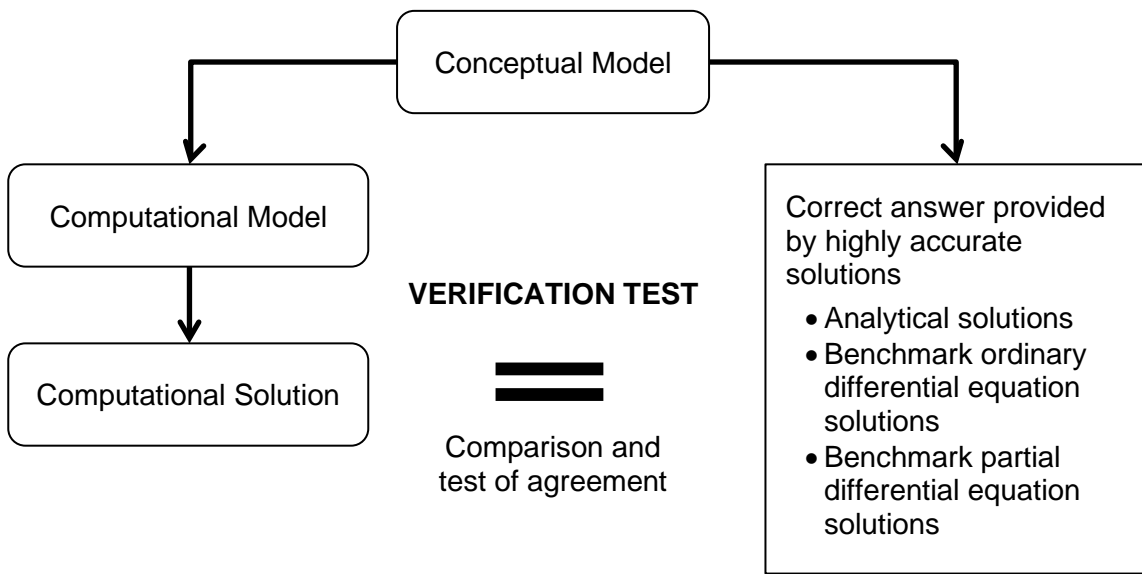 Conceptual Model
Computational Model
Computational Solution
VERIFICATION TEST
Comparison and
test of agreement
Correct answer provided
by highly accurate
solutions
• Analytical solutions
• Benchmark ordinary
differential equation
solutions
• Benchmark partial
differential equation
solutions